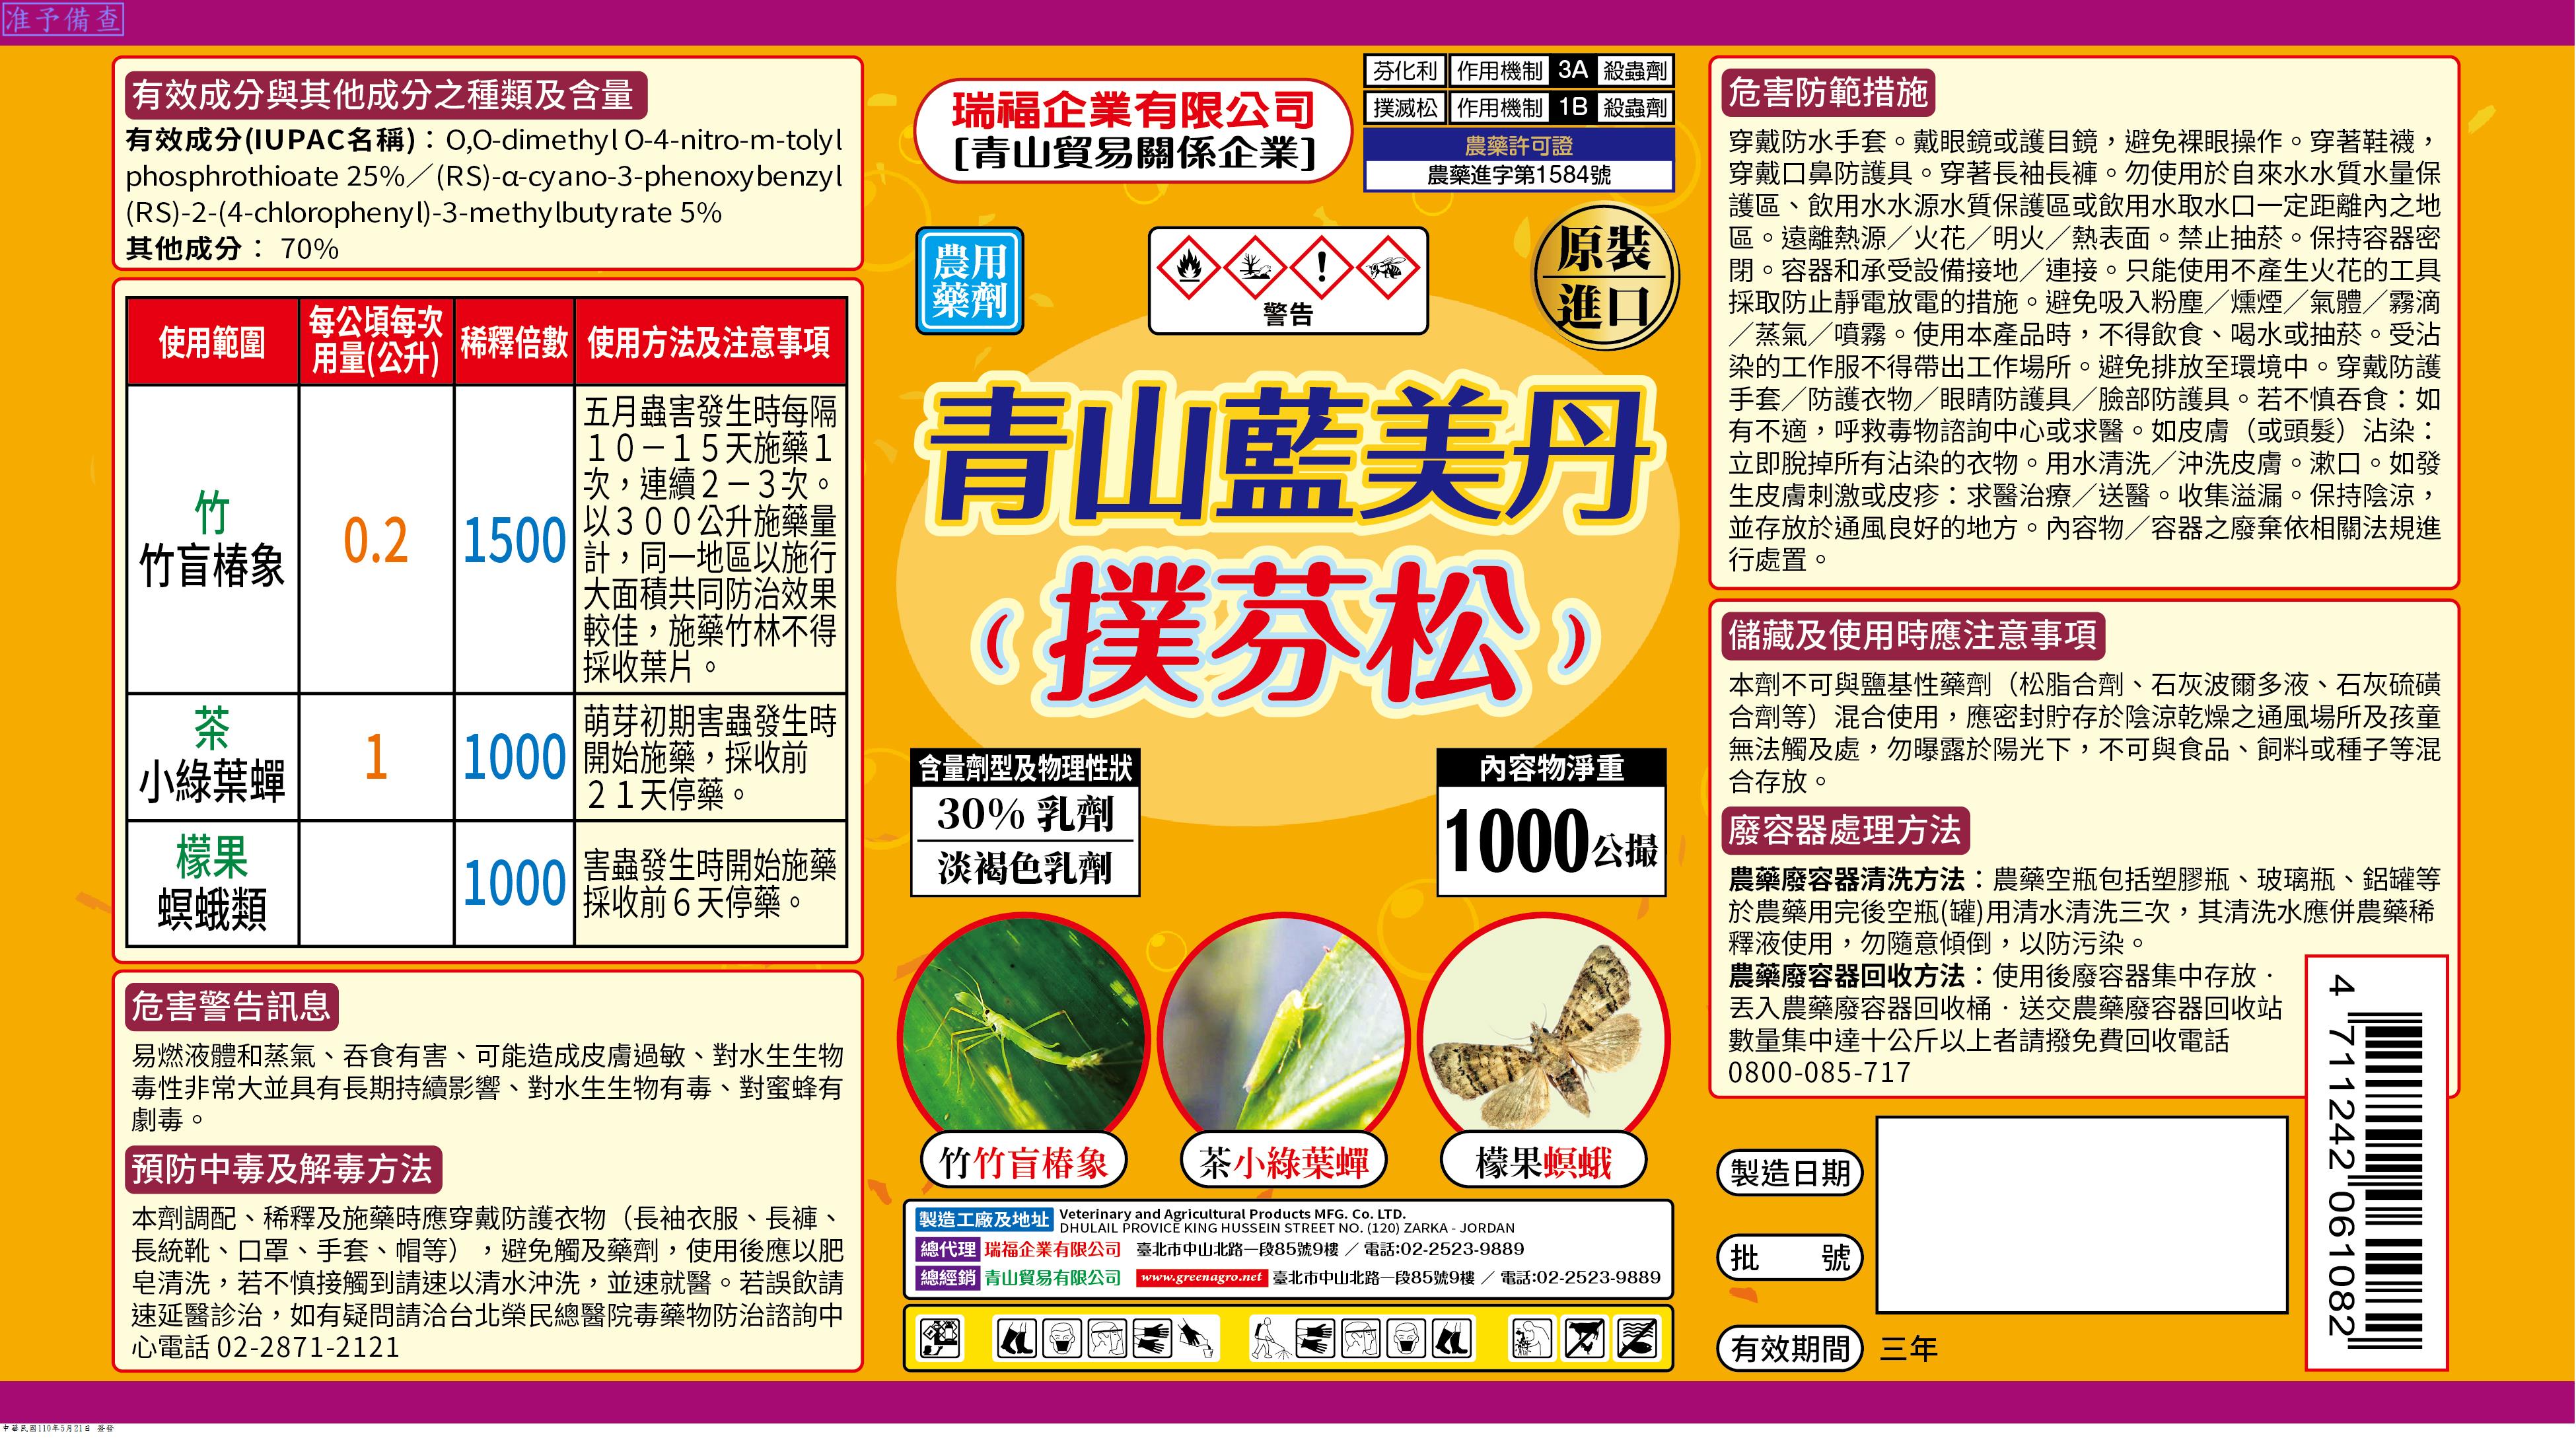 准予備查
有效成分與其他成分之種類及含量
有效成分(IUPAC名稱)：O,O-dimethyl O-4-nitro-m-tolyl
phosphrothioate 25%／(RS)-α-cyano-3-phenoxybenzyl
(RS)-2-(4-chlorophenyl)-3-methylbutyrate 5%
其他成分： 70%
使用範圍
每公頃每次
用量(公升)
稀釋倍數
使用方法及注意事項
竹
竹盲椿象
0.2
1500
五月蟲害發生時每隔
１０－１５天施藥１
次，連續２－３次。
以３００公升施藥量
計，同一地區以施行
大面積共同防治效果
較佳，施藥竹林不得
採收葉片。
茶
小綠葉蟬
1
1000
萌芽初期害蟲發生時
開始施藥，採收前
２１天停藥。
檬果
螟蛾類
1000
害蟲發生時開始施藥
採收前６天停藥。
危害警告訊息
易燃液體和蒸氣、吞食有害、可能造成皮膚過敏、對水生生物
毒性非常大並具有長期持續影響、對水生生物有毒、對蜜蜂有
劇毒。
預防中毒及解毒方法
本劑調配、稀釋及施藥時應穿戴防護衣物（長袖衣服、長褲、
長統靴、口罩、手套、帽等），避免觸及藥劑，使用後應以肥
皂清洗，若不慎接觸到請速以清水沖洗，並速就醫。若誤飲請
速延醫診治，如有疑問請洽台北榮民總醫院毒藥物防治諮詢中
心電話 02-2871-2121
瑞福企業有限公司
[青山貿易關係企業]
芬化利 作用機制 3A 殺蟲劑
撲滅松 作用機制 1B 殺蟲劑
農藥許可證
農藥進字第1584號
農用
藥劑
警告
原裝
進口
青山藍美丹
（撲芬松）
含量劑型及物理性狀
30% 乳劑
淡褐色乳劑
內容物淨重
1000公撮
竹竹盲椿象
茶小綠葉蟬
檬果螟蛾
製造工廠及地址 Veterinary and Agricultural Products MFG. Co. LTD.
DHULAIL PROVICE KING HUSSEIN STREET NO. (120) ZARKA - JORDAN
總代理 瑞福企業有限公司 臺北市中山北路一段85號9樓 ／ 電話:02-2523-9889
總經銷 青山貿易有限公司 www.greenagro.net 臺北市中山北路一段85號9樓 ／ 電話:02-2523-9889
危害防範措施
穿戴防水手套。戴眼鏡或護目鏡，避免裸眼操作。穿著鞋襪，
穿戴口鼻防護具。穿著長袖長褲。勿使用於自來水水質水量保
護區、飲用水水源水質保護區或飲用水取水口一定距離內之地
區。遠離熱源／火花／明火／熱表面。禁止抽菸。保持容器密
閉。容器和承受設備接地／連接。只能使用不產生火花的工具
採取防止靜電放電的措施。避免吸入粉塵／燻煙／氣體／霧滴
／蒸氣／噴霧。使用本產品時，不得飲食、喝水或抽菸。受沾
染的工作服不得帶出工作場所。避免排放至環境中。穿戴防護
手套／防護衣物／眼睛防護具／臉部防護具。若不慎吞食：如
有不適，呼救毒物諮詢中心或求醫。如皮膚（或頭髮）沾染：
立即脫掉所有沾染的衣物。用水清洗／沖洗皮膚。漱口。如發
生皮膚刺激或皮疹：求醫治療／送醫。收集溢漏。保持陰涼，
並存放於通風良好的地方。內容物／容器之廢棄依相關法規進
行處置。
儲藏及使用時應注意事項
本劑不可與鹽基性藥劑（松脂合劑、石灰波爾多液、石灰硫磺
合劑等）混合使用，應密封貯存於陰涼乾燥之通風場所及孩童
無法觸及處，勿曝露於陽光下，不可與食品、飼料或種子等混
合存放。
廢容器處理方法
農藥廢容器清洗方法：農藥空瓶包括塑膠瓶、玻璃瓶、鋁罐等
於農藥用完後空瓶(罐)用清水清洗三次，其清洗水應併農藥稀
釋液使用，勿隨意傾倒，以防污染。
農藥廢容器回收方法：使用後廢容器集中存放．
丟入農藥廢容器回收桶．送交農藥廢容器回收站
數量集中達十公斤以上者請撥免費回收電話
0800-085-717
製造日期
批 號
有效期間 三年
4 711242 061082
中華民國110年5月21日 簽發